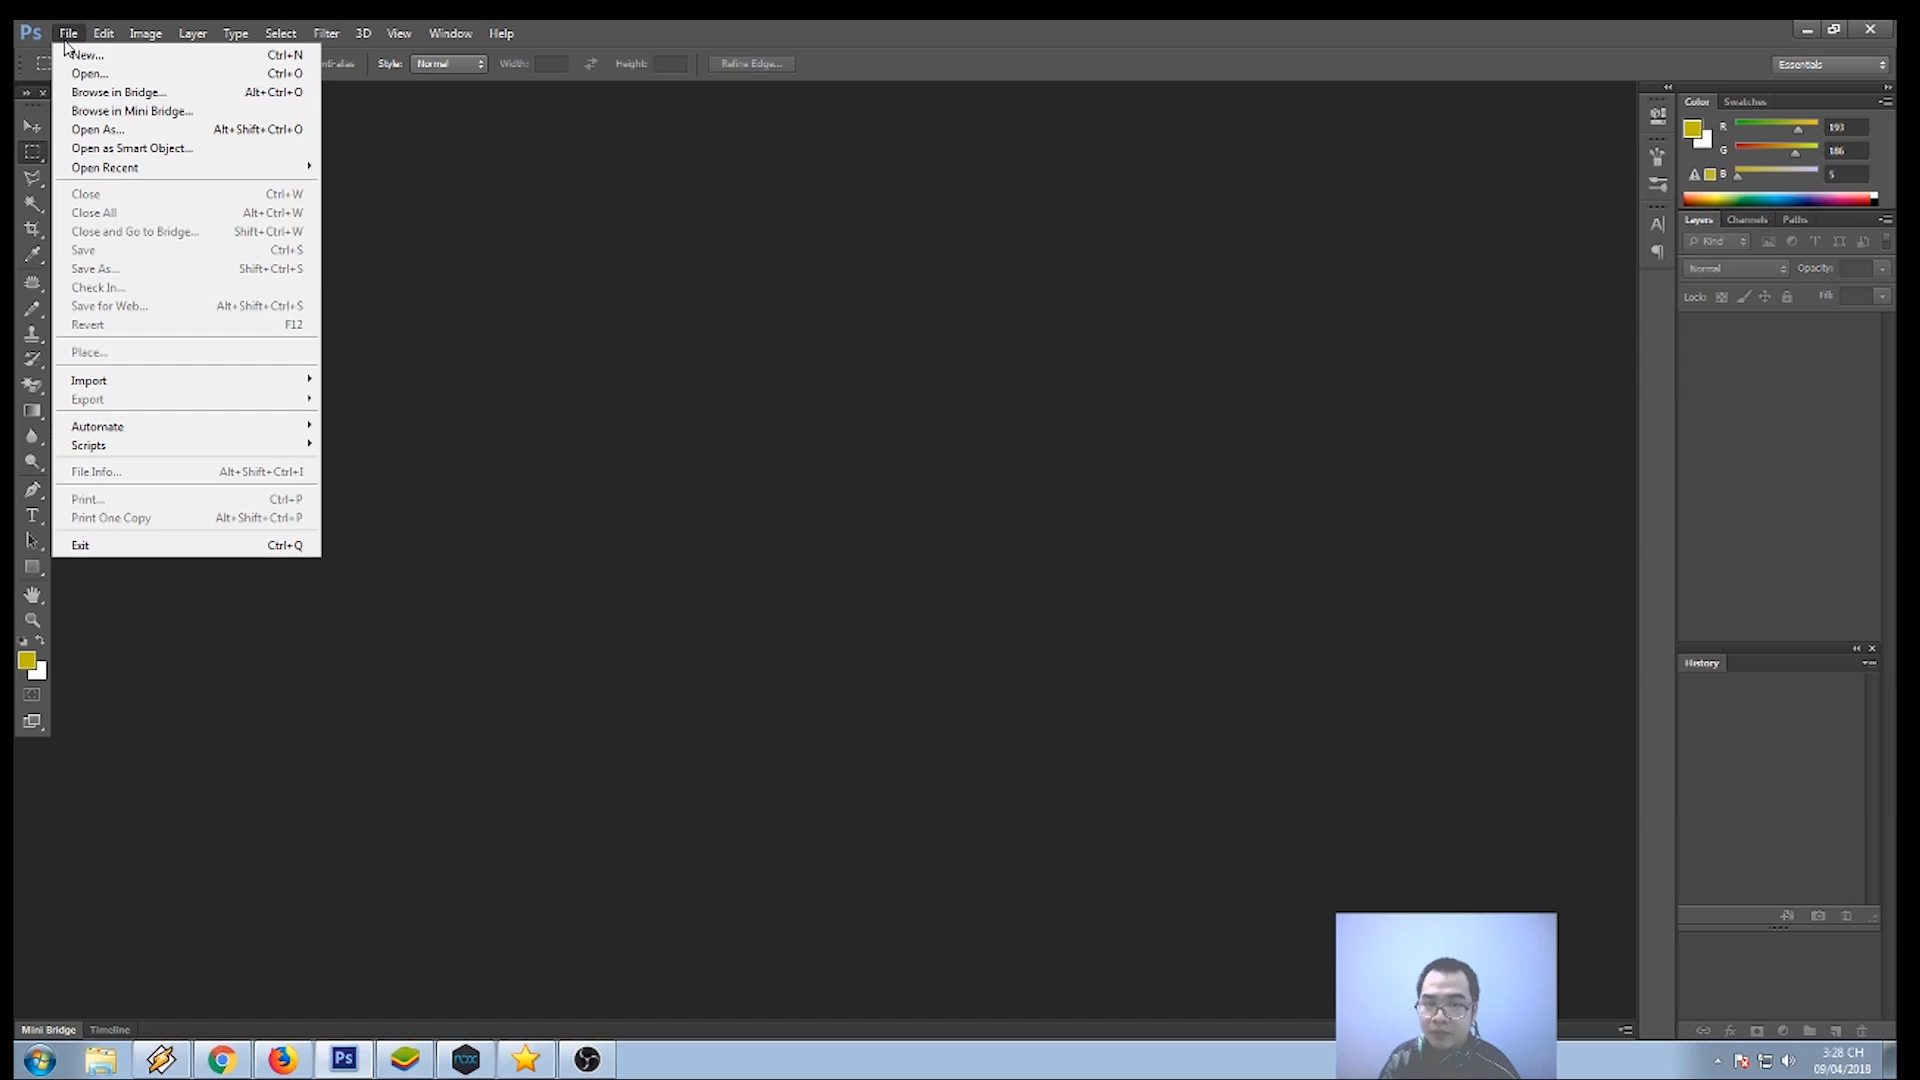 Ps File Edit Image Layer Type Select Filter 3D View Window Help
Style: Normal Width: Height: Refine Edge... Essentials
New... Ctrl+N
Open... Ctrl+O
Browse in Bridge... Alt+Ctrl+O
Browse in Mini Bridge...
Open As... Alt+Shift+Ctrl+O
Open as Smart Object...
Open Recent
Close Ctrl+W
Close All Alt+Ctrl+W
Close and Go to Bridge... Shift+Ctrl+W
Save Ctrl+S
Save As... Shift+Ctrl+S
Check In...
Save for Web... Alt+Shift+Ctrl+S
Revert F12
Place...
Import
Export
Automate
Scripts
File Info... Alt+Shift+Ctrl+I
Print... Ctrl+P
Print One Copy Alt+Shift+Ctrl+P
Exit Ctrl+Q
Color Swatches
R 193
G 186
B 5
Layers Channels Paths
Kind
Normal Opacity:
Lock: Fill:
History
Mini Bridge Timeline
Ps
nox
3:28 CH
09/04/2018